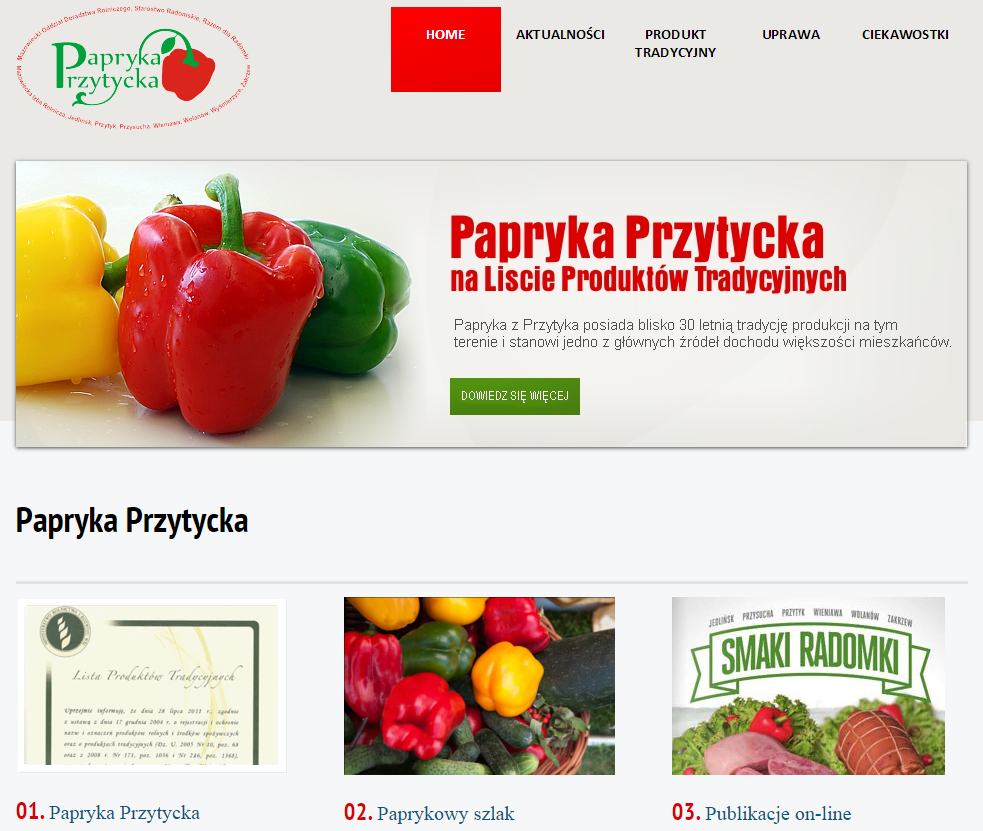 Mazowiecki Oddział Doradztwa Rolniczego, Starostwo Radomskie, Razem dla Radomki
Papryka
Przytycka
Mazowiecka Izba Rolnicza, Jedlińsk, Przytyk, Przysucha, Wieniawa, Wolanów, Wyśmierzyce, Zakrzew
HOME
AKTUALNOŚCI
PRODUKT
TRADYCYJNY
UPRAWA
CIEKAWOSTKI
Papryka Przytycka
na Liscie Produktów Tradycyjnych
Papryka z Przytyka posiada blisko 30 letnią tradycję produkcji na tym
terenie i stanowi jedno z głównych źródeł dochodu większości mieszkańców.
DOWIEDZ SIĘ WIĘCEJ
Papryka Przytycka
Lista Produktów Tradycyjnych
Uprzejmie informuję, że dnia 28 lipca 2011 r., zgodnie
z ustawą z dnia 17 grudnia 2004 r. o rejestracji i ochronie
nazw i oznaczeń produktów rolnych i środków spożywczych
oraz o produktach tradycyjnych (Dz. U. 2005 Nr 10, poz. 68
oraz z 2008 r. Nr 171, poz. 1056 i Nr 216, poz. 1368),
JEDLIŃSK PRZYSUCHA PRZYTYK WIENIAWA WOLANÓW ZAKRZEW
SMAKI RADOMKI
01. Papryka Przytycka
02. Paprykowy szlak
03. Publikacje on-line